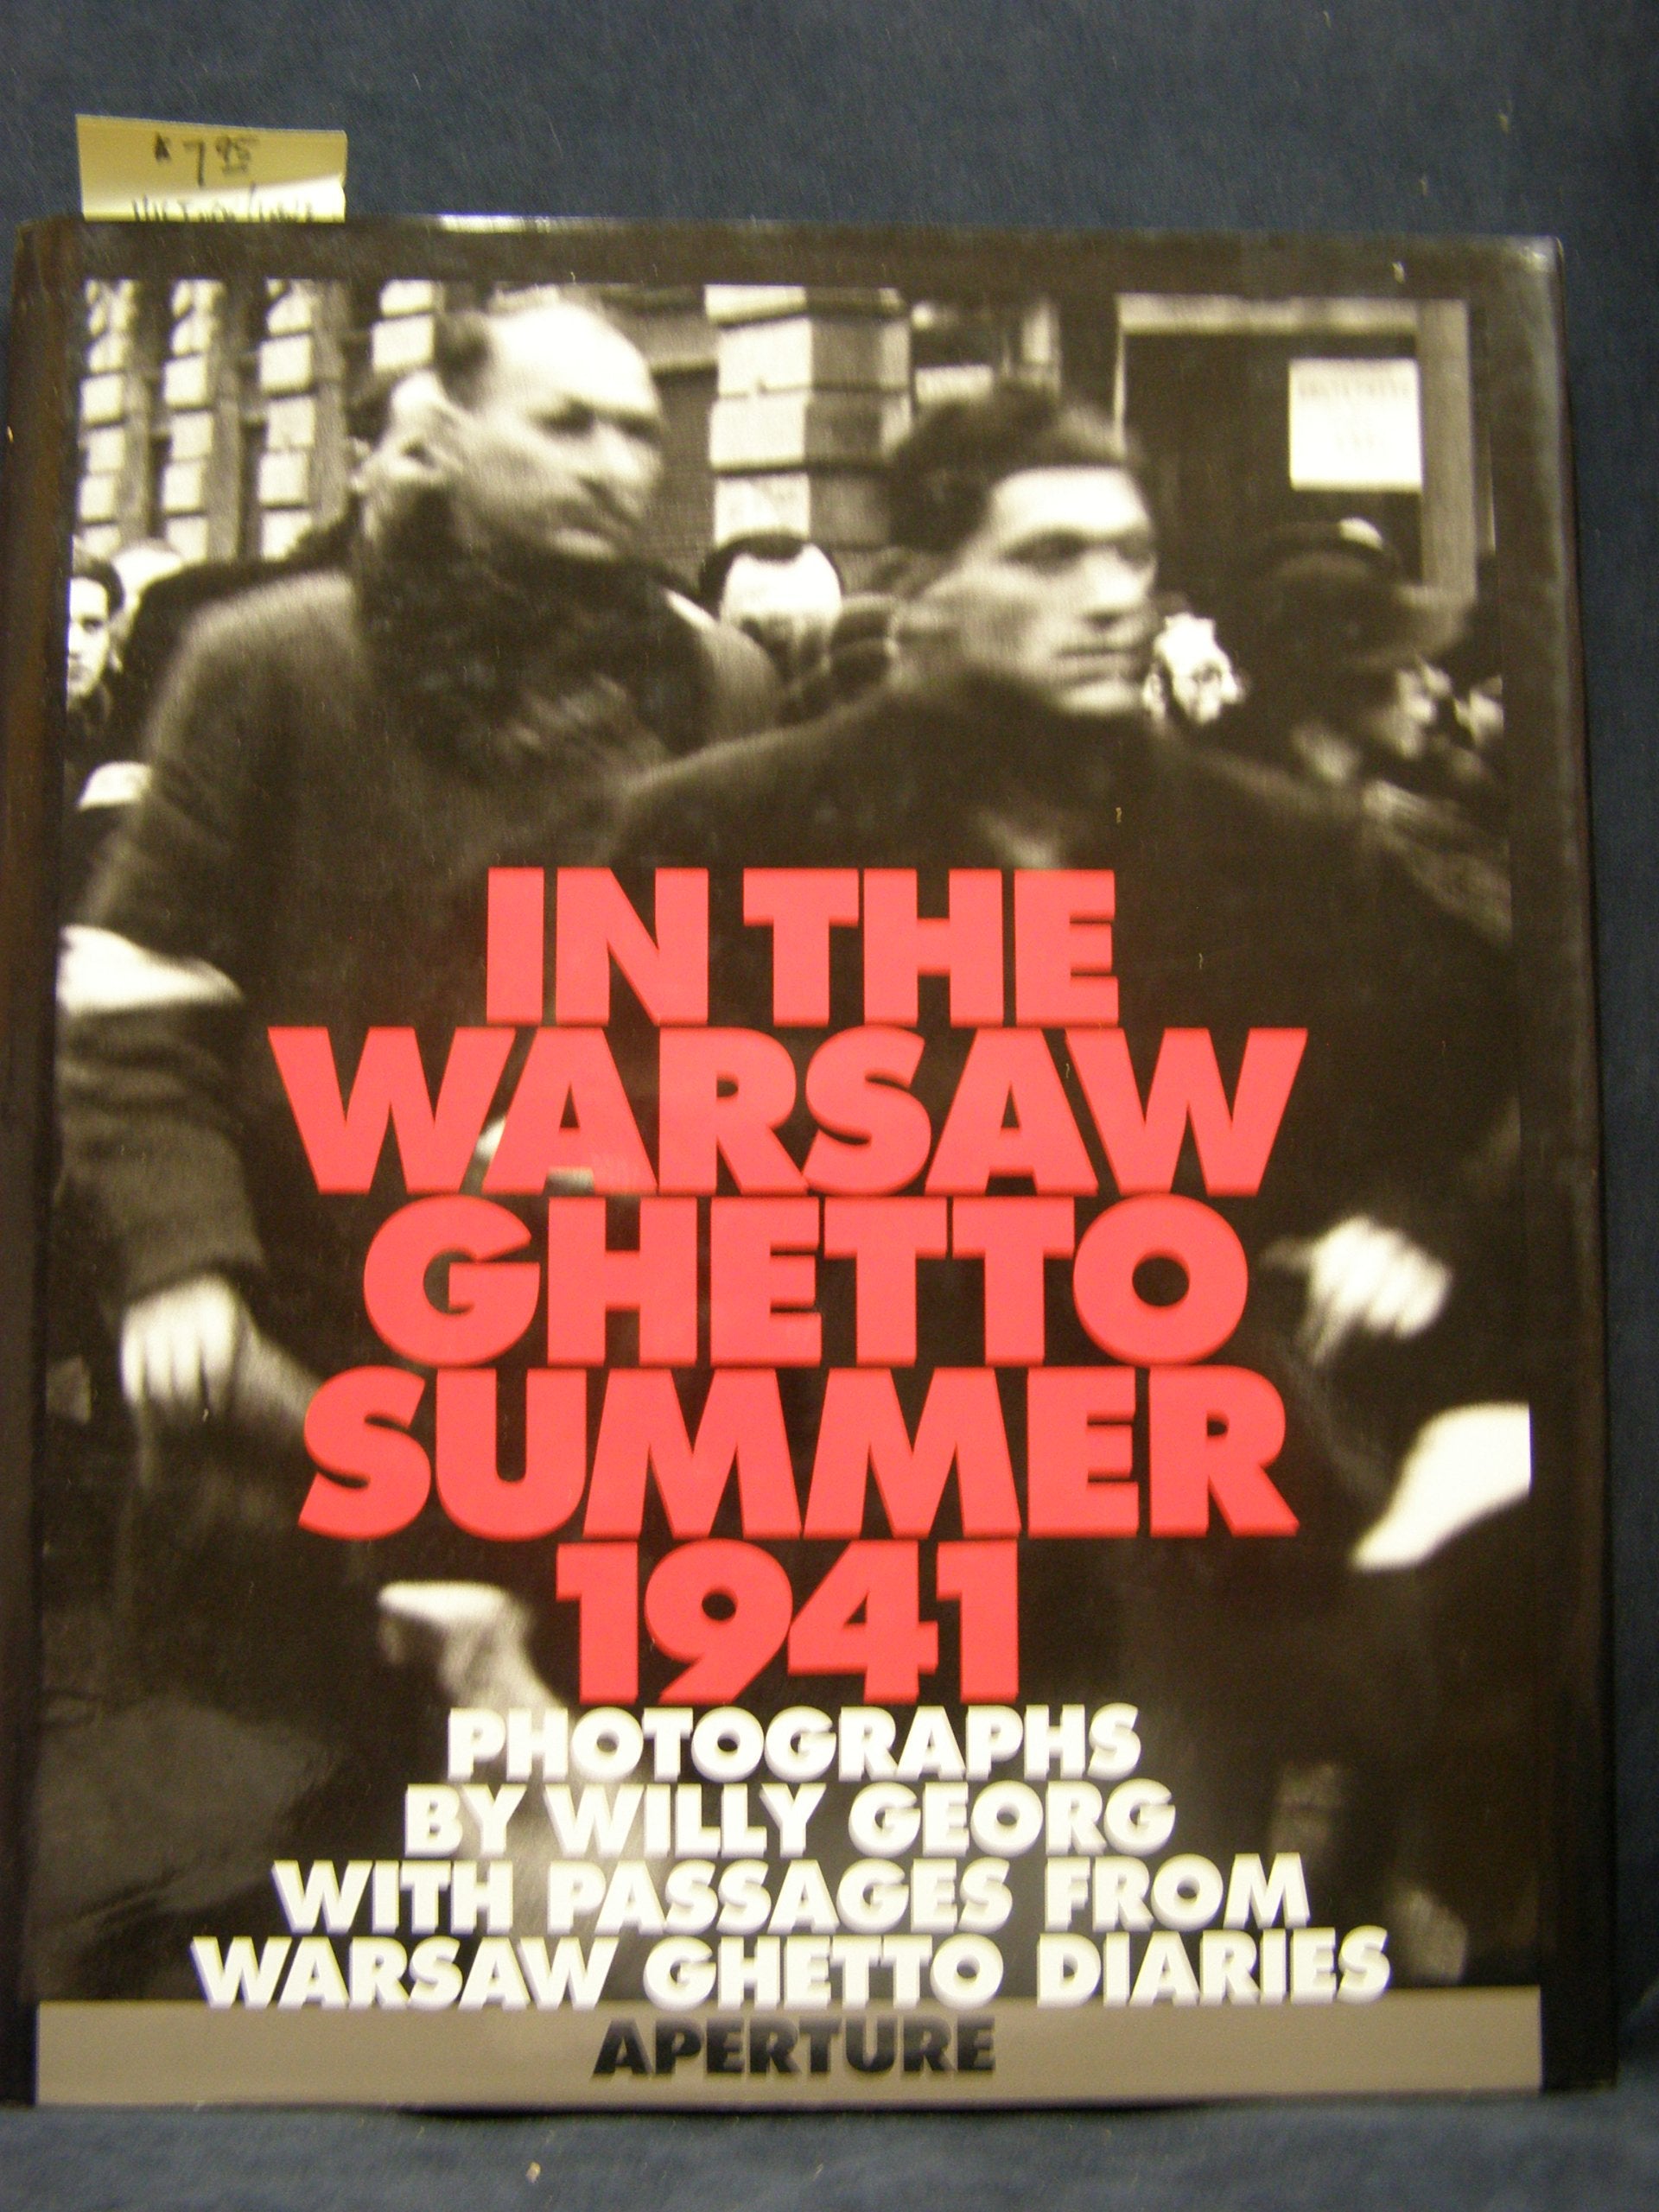 $7.95
IN THE
WARSAW
GHETTO
SUMMER
1941
PHOTOGRAPHS
BY WILLY GEORG
WITH PASSAGES FROM
WARSAW GHETTO DIARIES
APERTURE